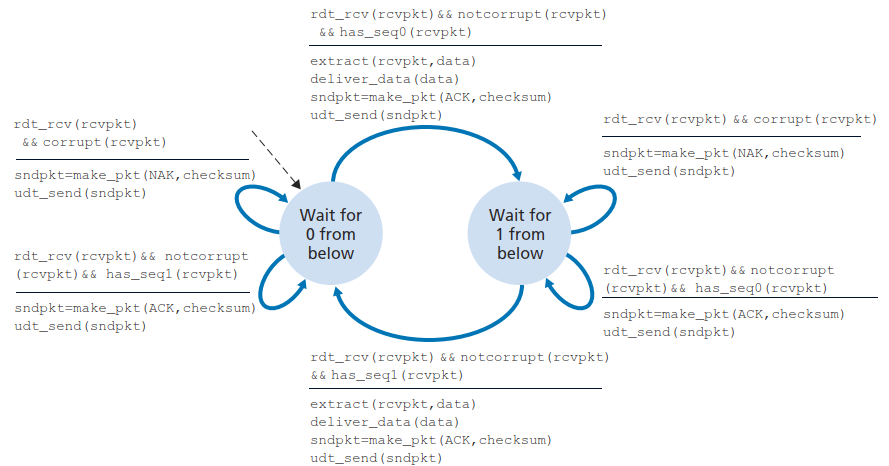 rdt_rcv(rcvpkt) && notcorrupt(rcvpkt)
&& has_seq0(rcvpkt)
extract(rcvpkt,data)
deliver_data(data)
sndpkt=make_pkt(ACK,checksum)
udt_send(sndpkt)
rdt_rcv(rcvpkt)
&& corrupt(rcvpkt)
sndpkt=make_pkt(NAK,checksum)
udt_send(sndpkt)
rdt_rcv(rcvpkt) && corrupt(rcvpkt)
sndpkt=make_pkt(NAK,checksum)
udt_send(sndpkt)
Wait for
0 from
below
Wait for
1 from
below
rdt_rcv(rcvpkt)&& notcorrupt
(rcvpkt)&& has_seq1(rcvpkt)
sndpkt=make_pkt(ACK,checksum)
udt_send(sndpkt)
rdt_rcv(rcvpkt)&& notcorrupt
(rcvpkt)&& has_seq0(rcvpkt)
sndpkt=make_pkt(ACK,checksum)
udt_send(sndpkt)
rdt_rcv(rcvpkt) && notcorrupt(rcvpkt)
&& has_seq1(rcvpkt)
extract(rcvpkt,data)
deliver_data(data)
sndpkt=make_pkt(ACK,checksum)
udt_send(sndpkt)